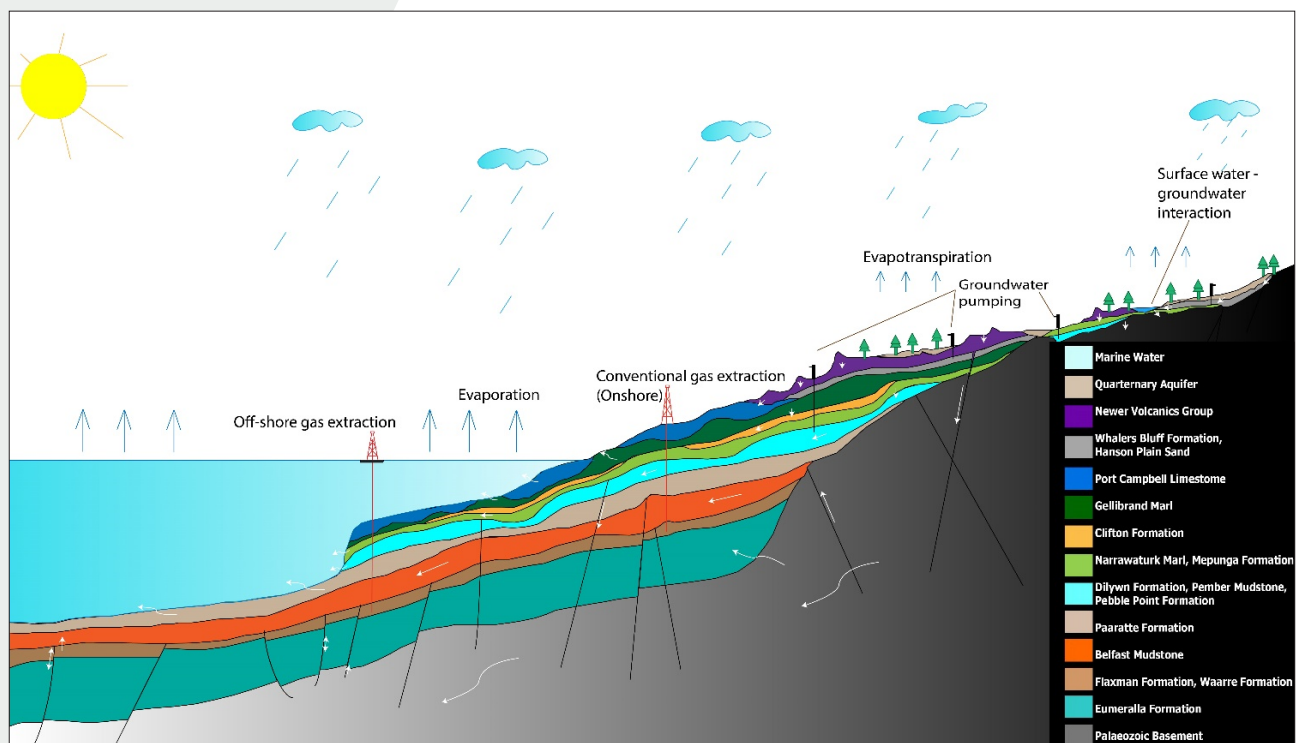 Surface water -
groundwater
interaction
Evapotranspiration
Groundwater
pumping
Conventional gas extraction
(Onshore)
Evaporation
Off-shore gas extraction
Marine Water
Quarternary Aquifer
Newer Volcanics Group
Whalers Bluff Formation,
Hanson Plain Sand
Port Campbell Limestome
Gellibrand Marl
Clifton Formation
Narrawaturk Marl, Mepunga Formation
Dilywn Formation, Pember Mudstone,
Pebble Point Formation
Paaratte Formation
Belfast Mudstone
Flaxman Formation, Waarre Formation
Eumeralla Formation
Palaeozoic Basement